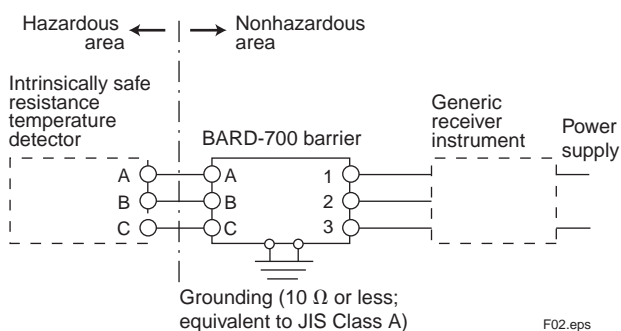 Hazardous area
Nonhazardous area
Intrinsically safe
resistance
temperature
detector
BARD-700 barrier
Generic
receiver
instrument
Power
supply
A
B
C
A
B
C
1
2
3
Grounding (10 Ω or less;
equivalent to JIS Class A)
F02.eps